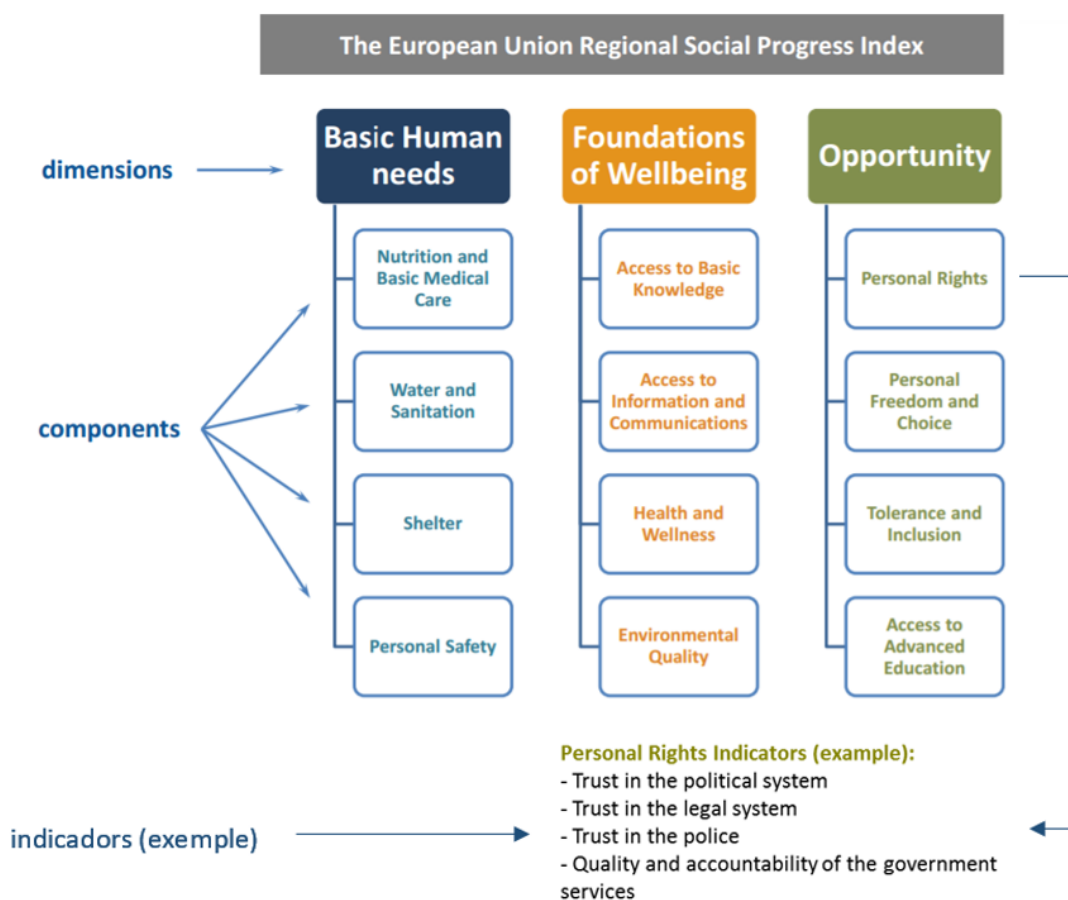 The European Union Regional Social Progress Index
dimensions
Basic Human
needs
Foundations
of Wellbeing
Opportunity
components
Nutrition and
Basic Medical
Care
Water and
Sanitation
Shelter
Personal Safety
Access to Basic
Knowledge
Access to
Information and
Communications
Health and
Wellness
Environmental
Quality
Personal Rights
Personal
Freedom and
Choice
Tolerance and
Inclusion
Access to
Advanced
Education
indicadors (exemple)
Personal Rights Indicators (example):
- Trust in the political system
- Trust in the legal system
- Trust in the police
- Quality and accountability of the government
services